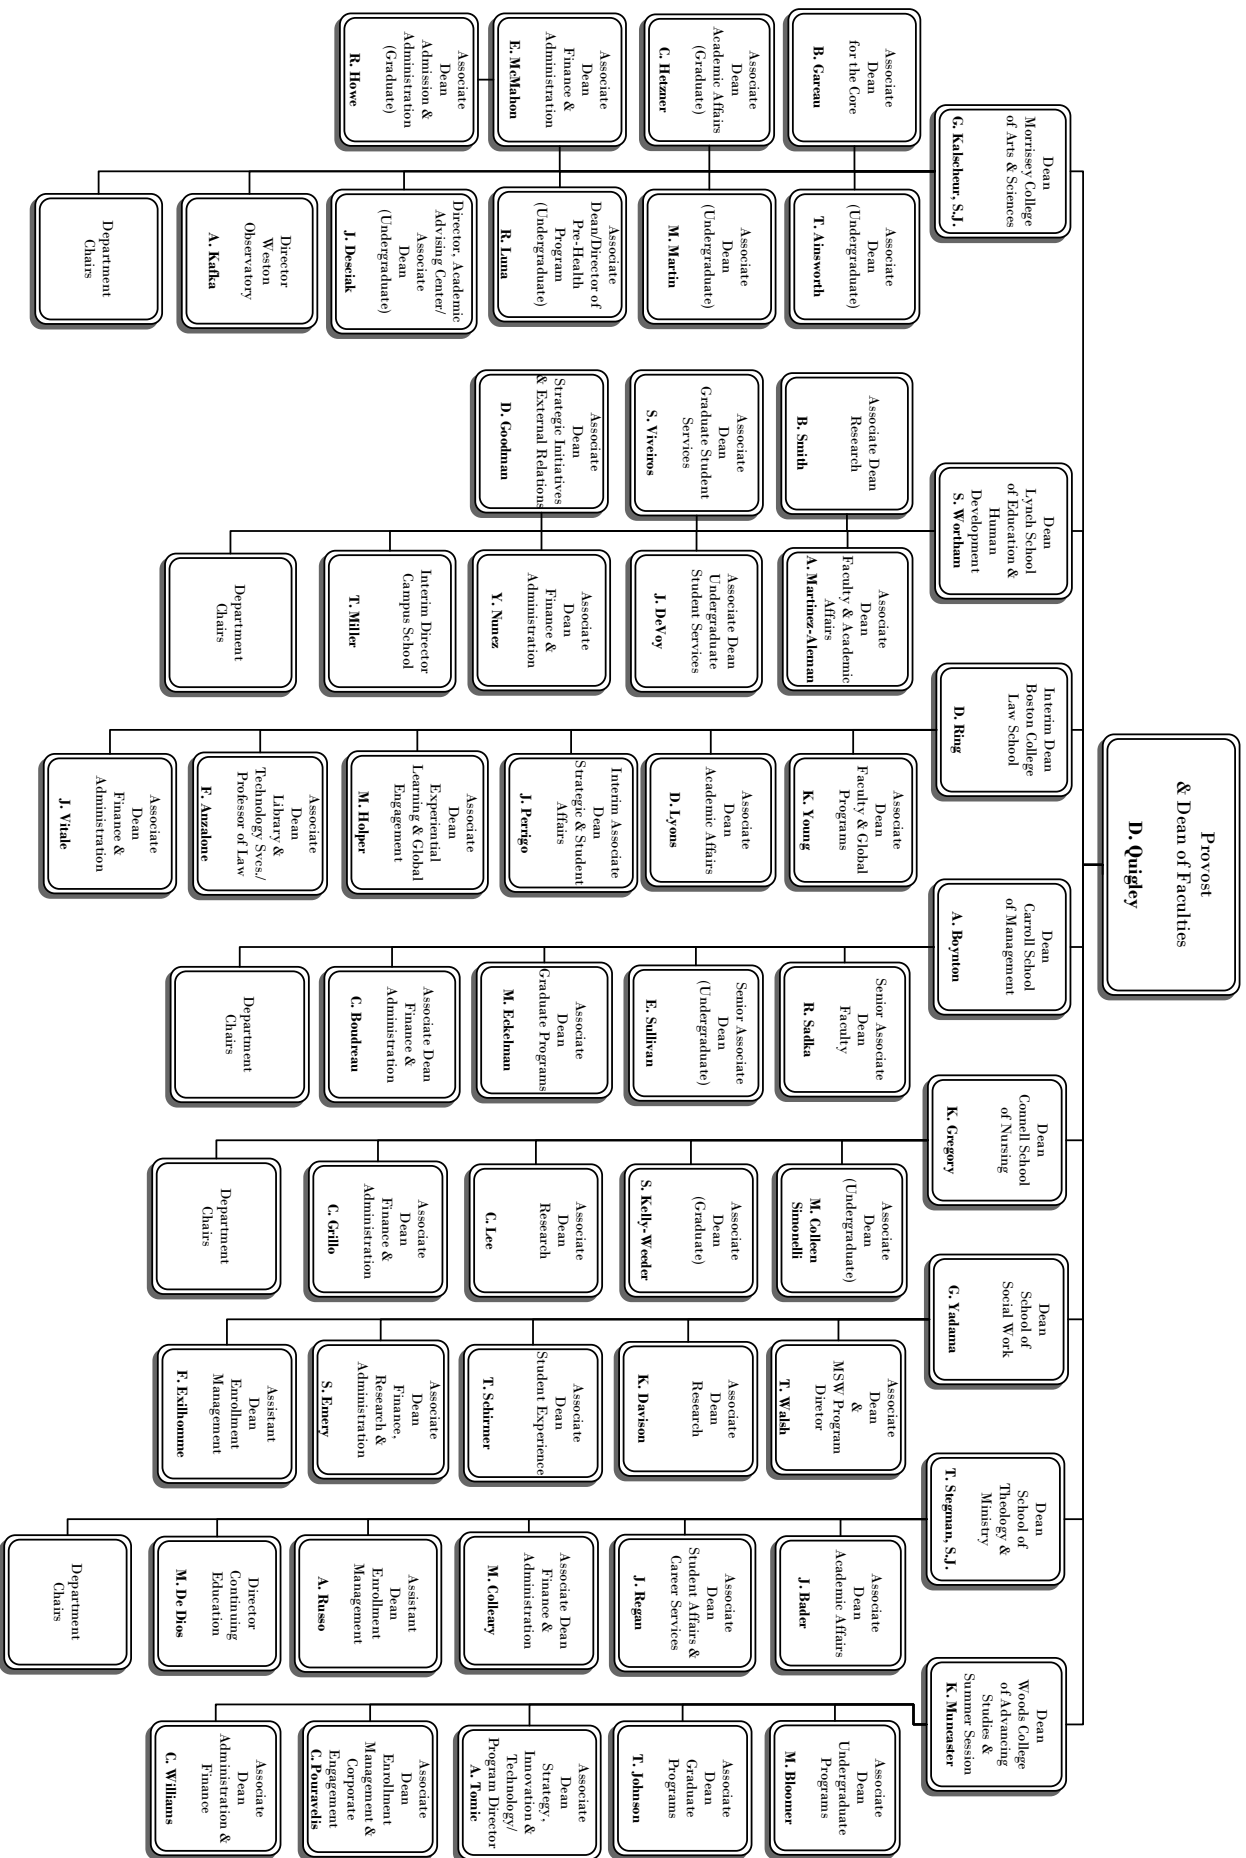 Provost
& Dean of Faculties
D. Quigley
Dean
Morrissey College
of Arts & Sciences
G. Kalscheur, S.J.
Associate
Dean
for the Core
B. Gareau
Associate
Dean
(Undergraduate)
T. Ainsworth
Associate
Dean
Academic Affairs
(Graduate)
C. Hetzner
Associate
Dean
(Undergraduate)
M. Martin
Associate
Dean
Finance &
Administration
E. McMahon
Associate
Dean/Director of
Pre-Health
Program
(Undergraduate)
R. Luna
Associate
Dean
Admission &
Administration
(Graduate)
R. Howe
Director, Academic
Advising Center/
Associate
Dean
(Undergraduate)
J. Desciak
Director
Weston
Observatory
A. Kafka
Department
Chairs
Dean
Lynch School
of Education &
Human
Development
S. Wortham
Associate Dean
Research
B. Smith
Associate
Dean
Faculty & Academic
Affairs
A. Martinez-Aleman
Associate
Dean
Graduate Student
Services
S. Viveiros
Associate Dean
Undergraduate
Student Services
J. DeVoy
Associate
Dean
Strategic Initiatives
& External Relations
D. Goodman
Associate
Dean
Finance &
Administration
Y. Nunez
Interim Director
Campus School
T. Miller
Department
Chairs
Interim Dean
Boston College
Law School
D. Ring
Associate
Dean
Faculty & Global
Programs
K. Young
Associate
Dean
Academic Affairs
D. Lyons
Interim Associate
Dean
Strategic & Student
Affairs
J. Perrigo
Associate
Dean
Experiential
Learning & Global
Engagement
M. Holper
Associate
Dean
Library &
Technology Svcs./
Professor of Law
F. Anzalone
Associate
Dean
Finance &
Administration
J. Vitale
Dean
Carroll School
of Management
A. Boynton
Senior Associate
Dean
Faculty
R. Sadka
Senior Associate
Dean
(Undergraduate)
E. Sullivan
Associate
Dean
Graduate Programs
M. Eckelman
Associate Dean
Finance &
Administration
C. Boudreau
Department
Chairs
Dean
Connell School
of Nursing
K. Gregory
Associate
Dean
(Undergraduate)
M. Colleen
Simonelli
Associate
Dean
(Graduate)
S. Kelly-Weeder
Associate
Dean
Research
C. Lee
Associate
Dean
Finance &
Administration
C. Grillo
Department
Chairs
Dean
School of
Social Work
G. Yadama
Associate
Dean
&
MSW Program
Diretor
T. Walsh
Associate
Dean
Research
K. Davison
Associate
Dean
Student Experience
T. Schirmer
Associate
Dean
Finance,
Research &
Administration
S. Emery
Assistant
Dean
Enrollment
Management
F. Exilhomme
Dean
School of
Theology &
Ministry
T. Stegman, S.J.
Associate
Dean
Academic Affairs
J. Bader
Associate
Dean
Student Affairs &
Career Services
J. Regan
Associate Dean
Finance &
Administration
M. Colleary
Assistant
Dean
Enrollment
Management
A. Russo
Director
Continuing
Education
M. De Dios
Department
Chairs
Dean
Woods College
of Advancing
Studies &
Summer Session
K. Muncaster
Associate
Dean
Undergraduate
Programs
M. Bloomer
Associate
Dean
Graduate
Programs
T. Johnson
Associate
Dean
Strategy,
Innovation &
Technology/
Program Director
A. Tomic
Associate
Dean
Enrollment
Management &
Corporate
Engagement
C. Pouravelis
Associate
Dean
Administration &
Finance
C. Williams